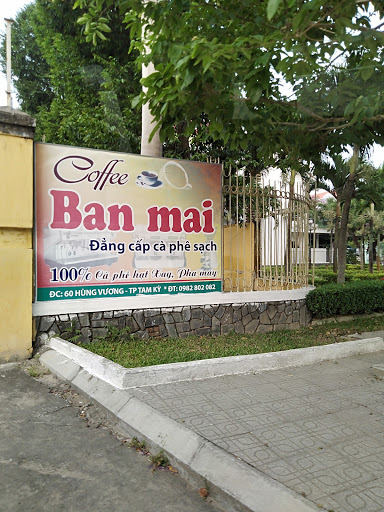 Coffee
Ban mai
Đẳng cấp cà phê sạch
100% Cà phê hạt Xay, Pha máy
ĐC: 60 HÙNG VƯƠNG - TP TAM KỲ * ĐT: 0982 802 082